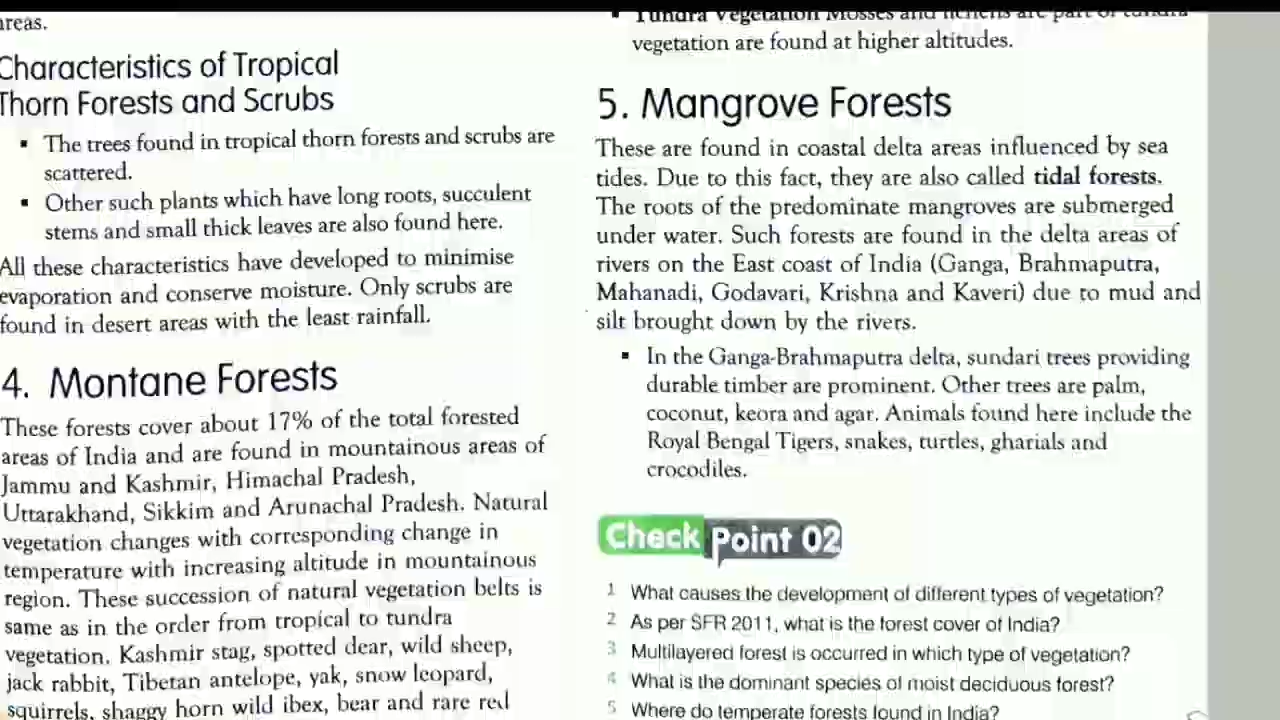 areas.
Characteristics of Tropical
Thorn Forests and Scrubs
▪ The trees found in tropical thorn forests and scrubs are
scattered.
▪ Other such plants which have long roots, succulent
stems and small thick leaves are also found here.
All these characteristics have developed to minimise
evaporation and conserve moisture. Only scrubs are
found in desert areas with the least rainfall.
4. Montane Forests
These forests cover about 17% of the total forested
areas of India and are found in mountainous areas of
Jammu and Kashmir, Himachal Pradesh,
Uttarakhand, Sikkim and Arunachal Pradesh. Natural
vegetation changes with corresponding change in
temperature with increasing altitude in mountainous
region. These succession of natural vegetation belts is
same as in the order from tropical to tundra
vegetation. Kashmir stag, spotted dear, wild sheep,
jack rabbit, Tibetan antelope, yak, snow leopard,
squirrels, shaggy horn wild ibex, bear and rare red
▪ Tundra Vegetation Mosses and lichens are part of tundra
vegetation are found at higher altitudes.
5. Mangrove Forests
These are found in coastal delta areas influenced by sea
tides. Due to this fact, they are also called tidal forests.
The roots of the predominate mangroves are submerged
under water. Such forests are found in the delta areas of
rivers on the East coast of India (Ganga, Brahmaputra,
Mahanadi, Godavari, Krishna and Kaveri) due to mud and
silt brought down by the rivers.
▪ In the Ganga-Brahmaputra delta, sundari trees providing
durable timber are prominent. Other trees are palm,
coconut, keora and agar. Animals found here include the
Royal Bengal Tigers, snakes, turtles, gharials and
crocodiles.
Check Point 02
1 What causes the development of different types of vegetation?
2 As per SFR 2011, what is the forest cover of India?
3 Multilayered forest is occurred in which type of vegetation?
4 What is the dominant species of moist deciduous forest?
5 Where do temperate forests found in India?